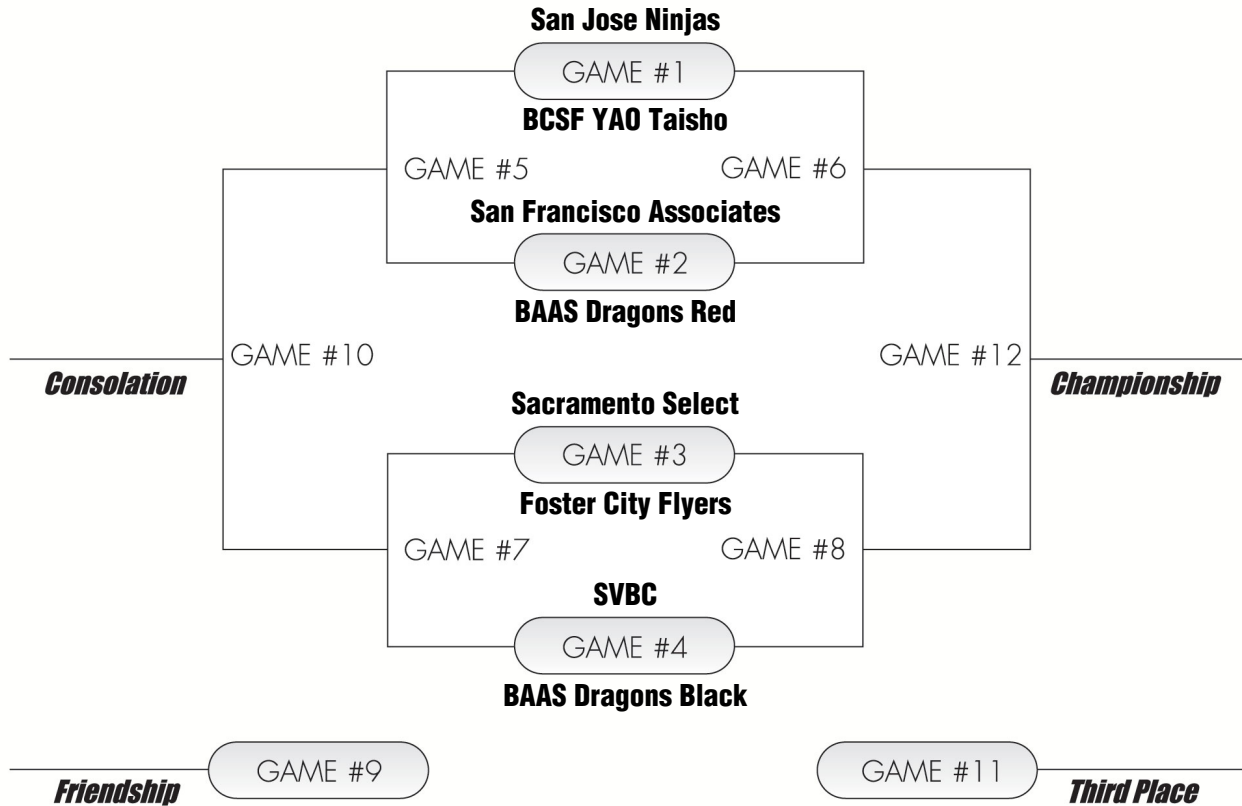 San Jose Ninjas
GAME #1
BCSF YAO Taisho
GAME #5
GAME #6
San Francisco Associates
GAME #2
BAAS Dragons Red
GAME #10
GAME #12
Consolation
Championship
Sacramento Select
GAME #3
Foster City Flyers
GAME #7
GAME #8
SVBC
GAME #4
BAAS Dragons Black
GAME #9
GAME #11
Friendship
Third Place